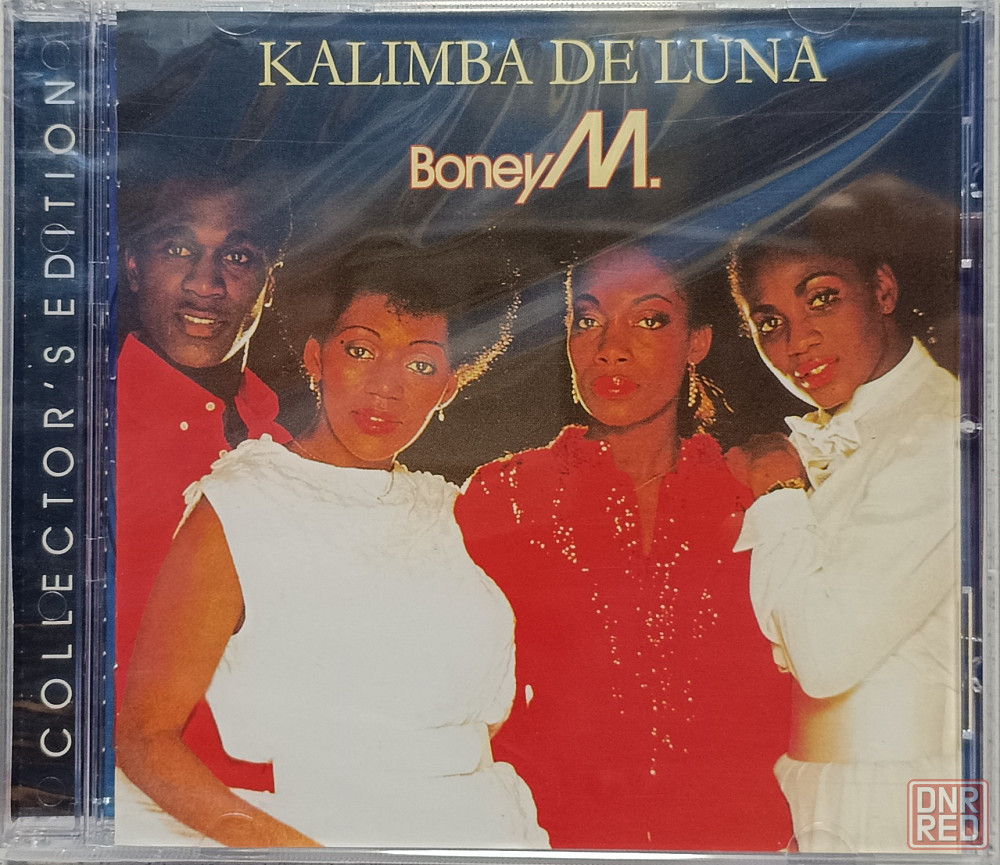 KALIMBA DE LUNA
Boney M.
COLLECTOR'S EDITION
DNR
RED